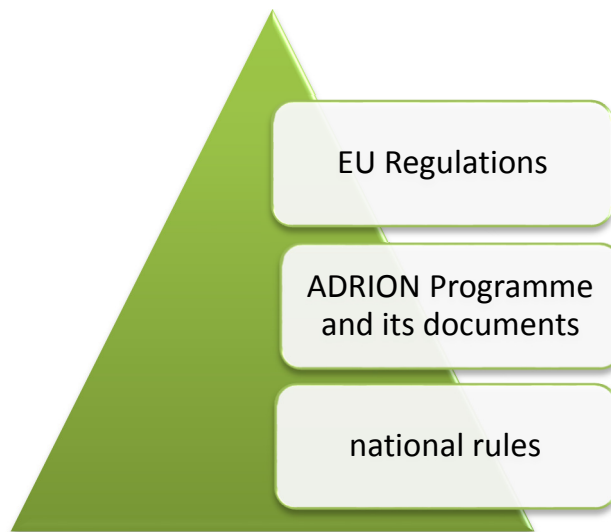 EU Regulations
ADRION Programme
and its documents
national rules